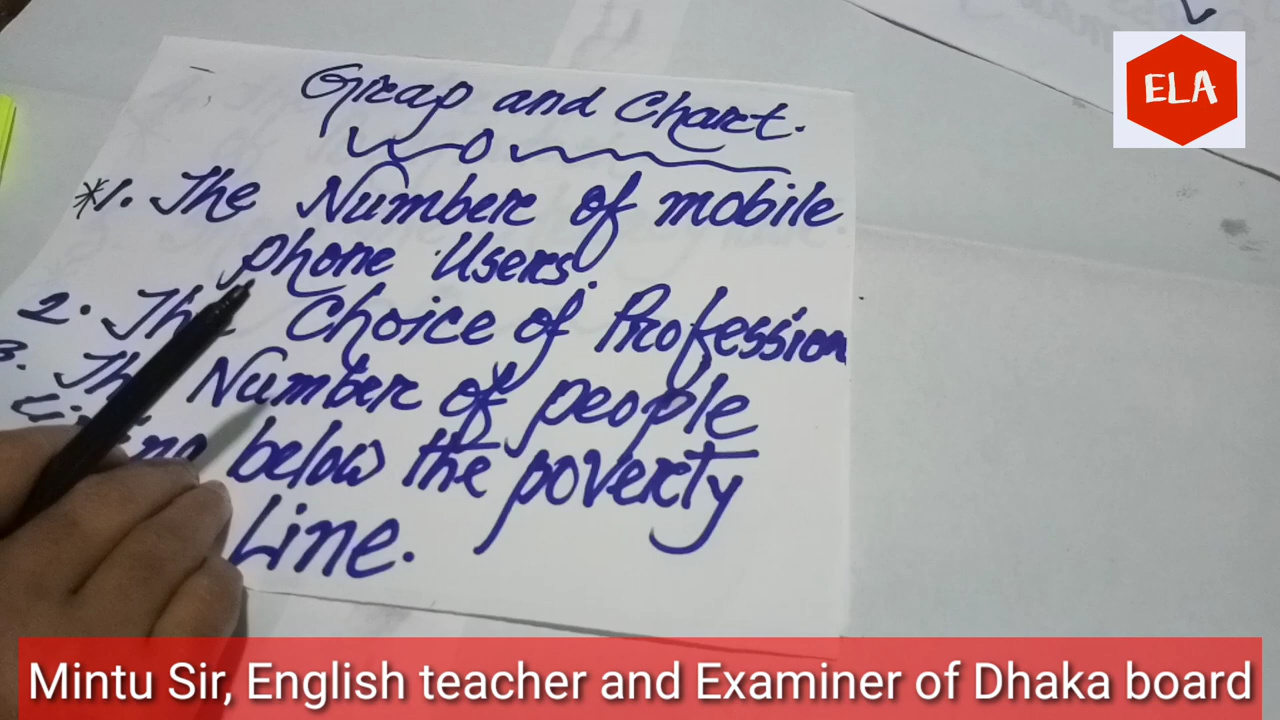 ELA
Grap and Chart.
*1. The Number of mobile
phone Users.
2. The Choice of Profession
3. The Number of people
Living below the poverty
Line.
Mintu Sir, English teacher and Examiner of Dhaka board